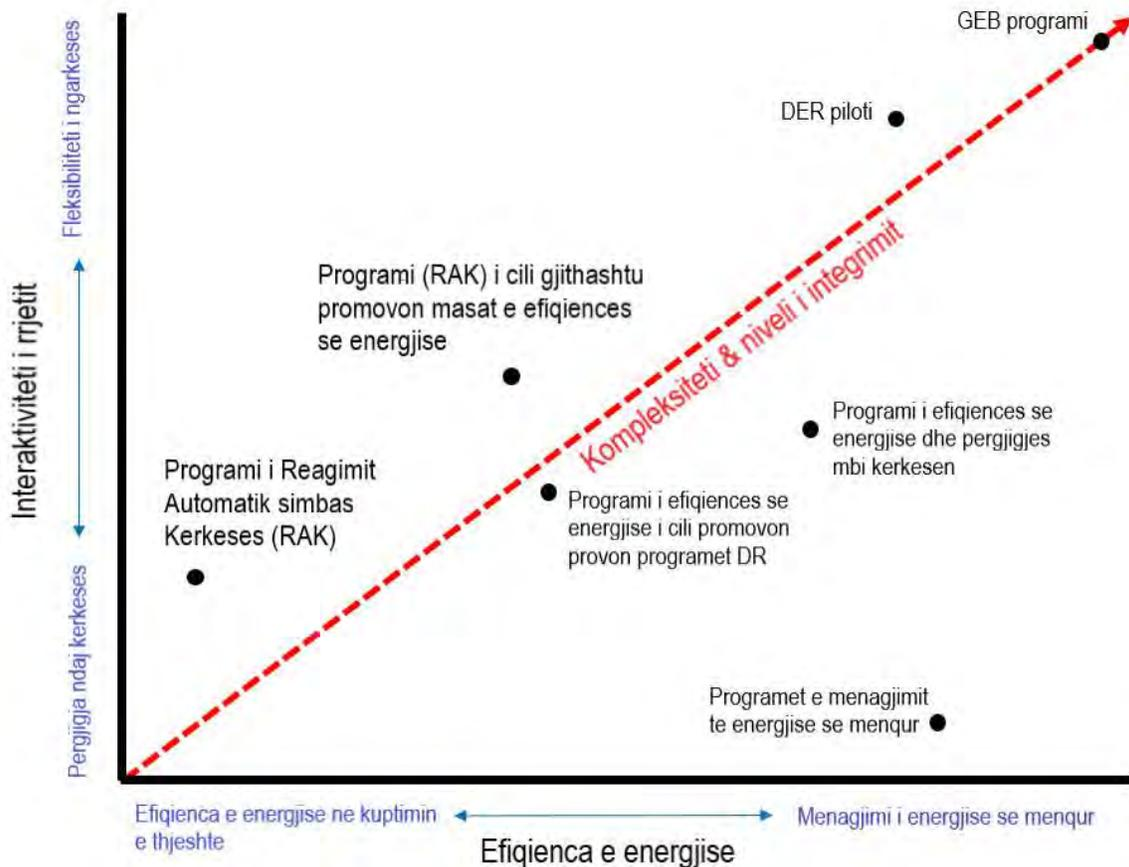 GEB programi
DER piloti
Fleksibiliteti i ngarkeses
Interaktiviteti i rrjetit
Pergjigja ndaj kerkeses
Programi (RAK) i cili gjithashtu
promovon masat e efiqiences
se energjise
Kompleksiteti & niveli i integrimit
Programi i efiqiences se
energjise dhe pergjigjes
mbi kerkesen
Programi i Reagimit
Automatik simbas
Kerkeses (RAK)
Programi i efiqiences se
energjise i cili promovon
provon programet DR
Programet e menagjimit
te energjise se menqur
Efiqienca e energjise ne kuptimin
e thjeshte
Menagjimi i energjise se menqur
Efiqienca e energjise